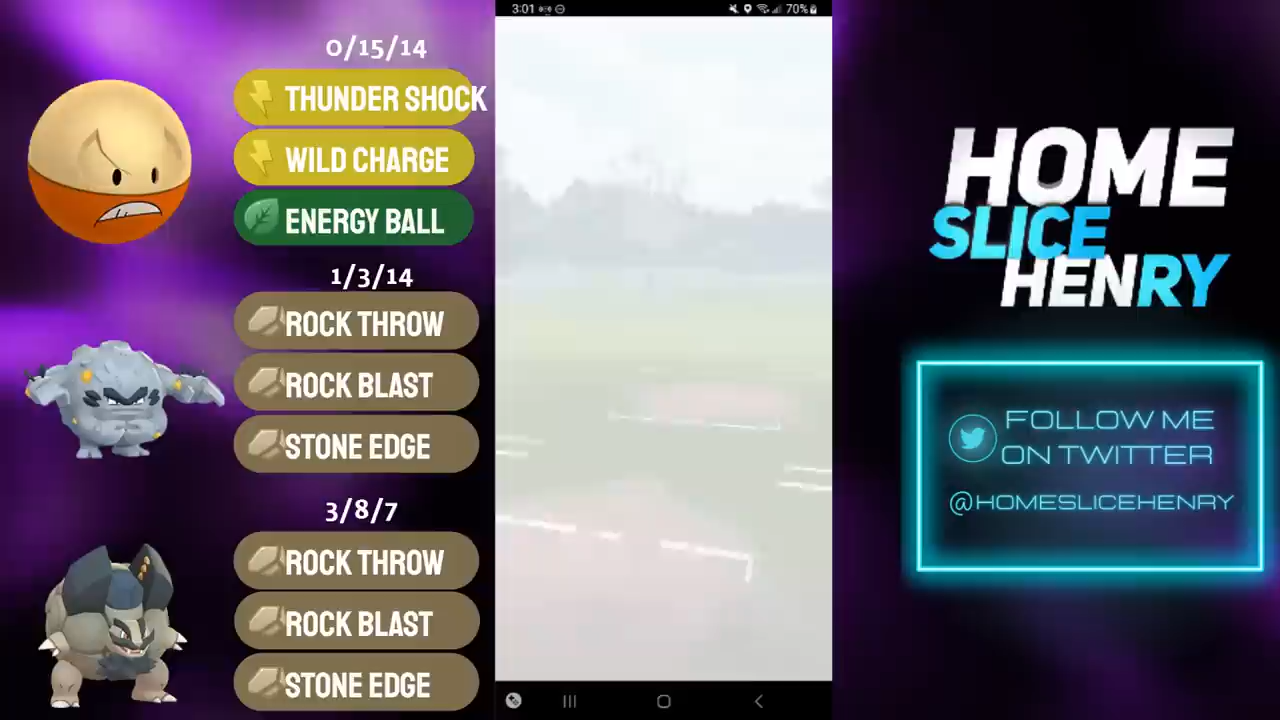 0/15/14
THUNDER SHOCK
WILD CHARGE
ENERGY BALL
1/3/14
ROCK THROW
ROCK BLAST
STONE EDGE
3/8/7
ROCK THROW
ROCK BLAST
STONE EDGE
3:01
70%
HOME
SLICE
HENRY
FOLLOW ME
ON TWITTER
@HOMESLICEHENRY